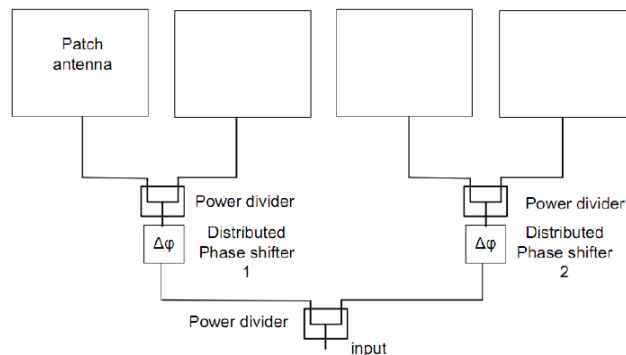 Patch
antenna
Power divider
Power divider
Δφ
Distributed
Phase shifter
1
Δφ
Distributed
Phase shifter
2
Power divider
input